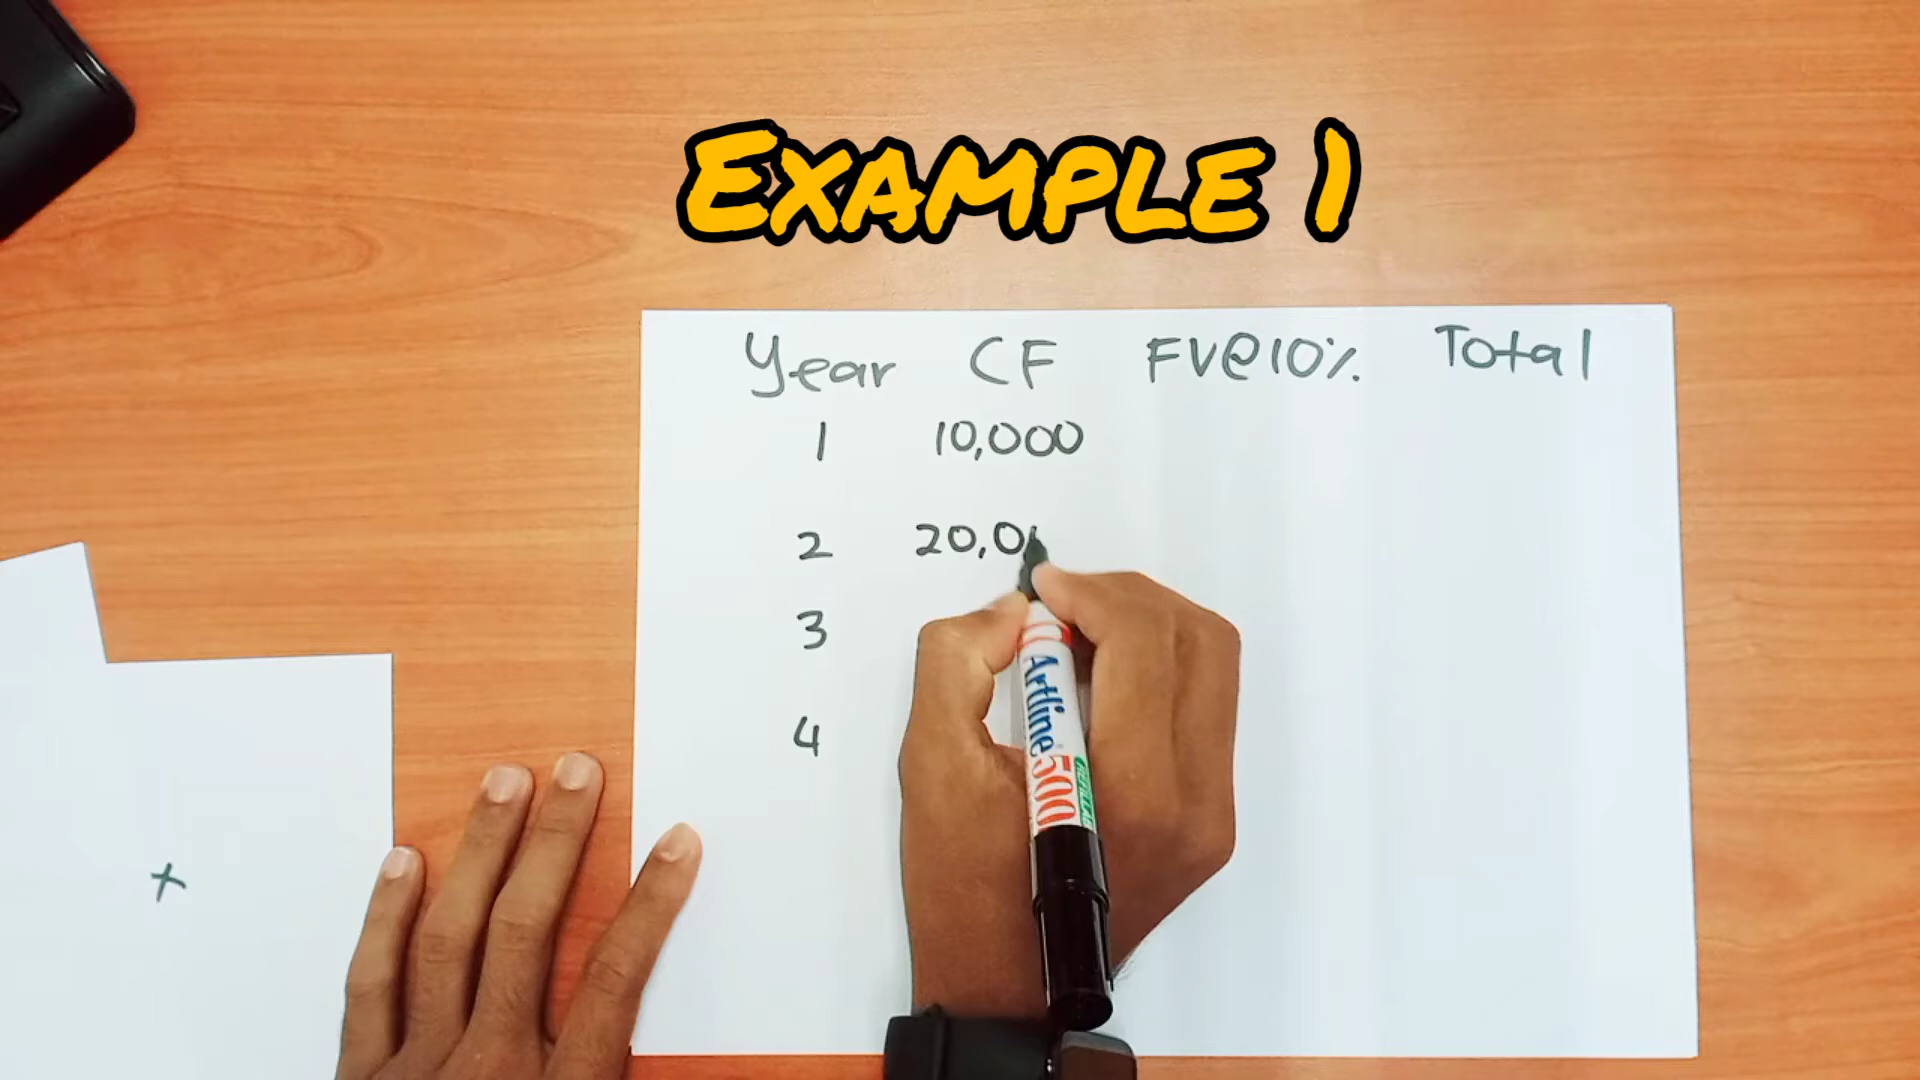 EXAMPLE 1
Year CF FV@10% Total
1 10,000
2 20,0
3
4
Artline 500
+